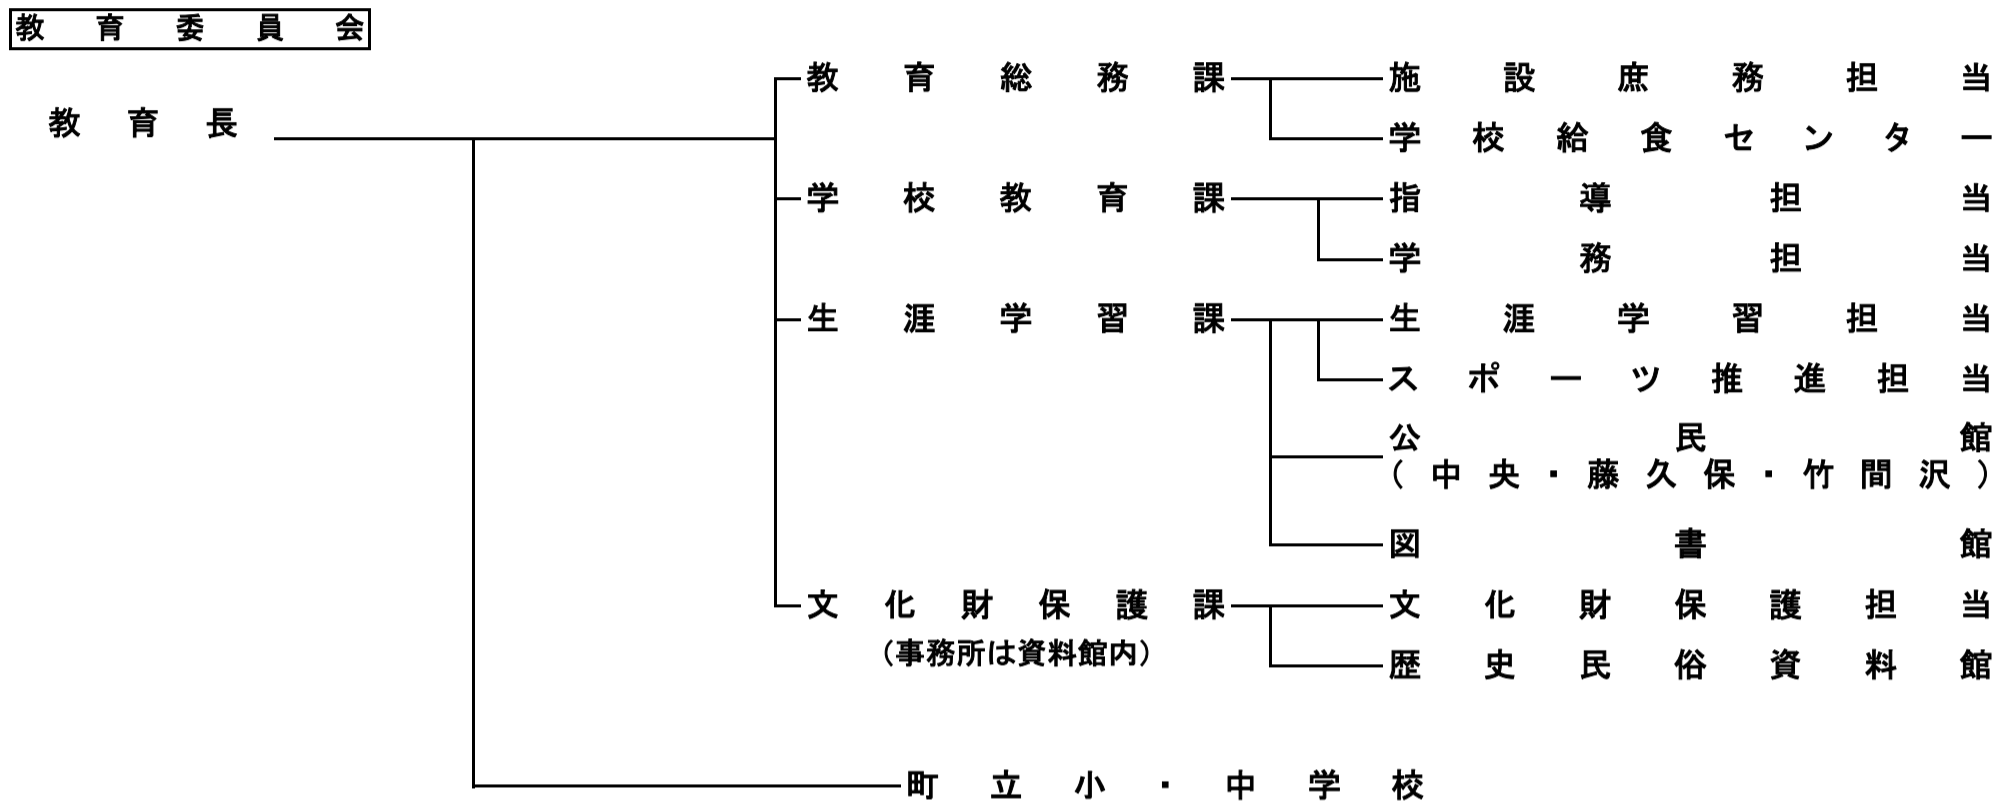 教育委員会
教育長
教育総務課
施設庶務担当
学校給食センター
学校教育課
指導担当
学務担当
生涯学習課
生涯学習担当
スポーツ推進担当
公民館
（中央・藤久保・竹間沢）
図書館
文化財保護課
（事務所は資料館内）
文化財保護担当
歴史民俗資料館
町立小・中学校